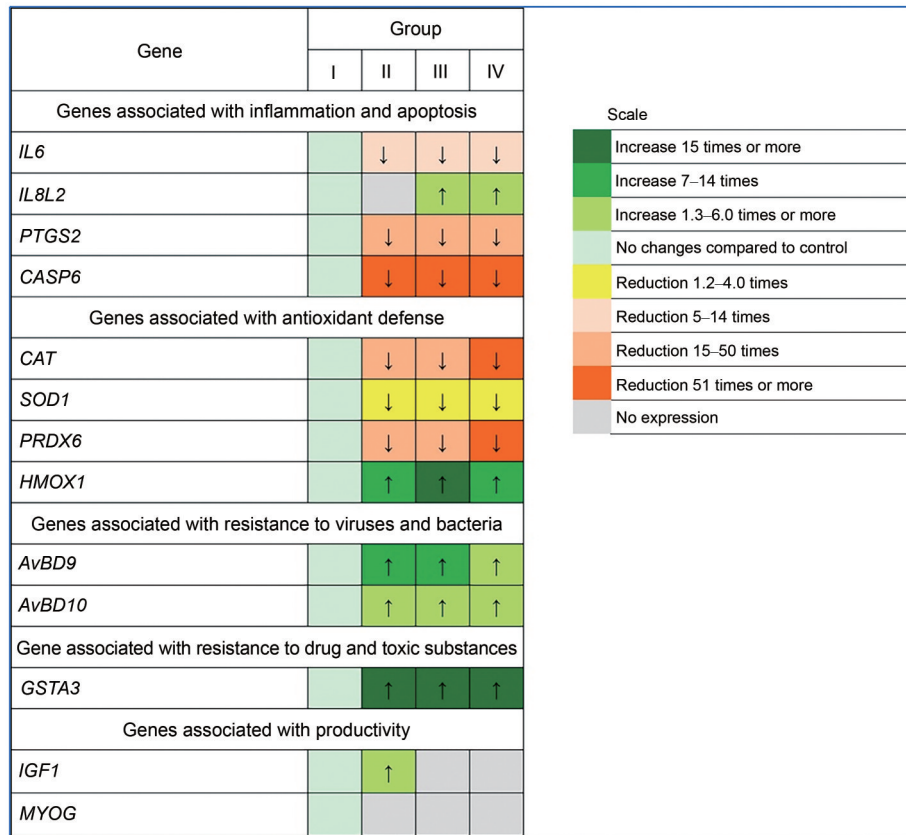 Gene
Group
I II III IV
Genes associated with inflammation and apoptosis
IL6 ↓ ↓ ↓
IL8L2 ↑ ↑
PTGS2 ↓ ↓ ↓
CASP6 ↓ ↓ ↓
Genes associated with antioxidant defense
CAT ↓ ↓ ↓
SOD1 ↓ ↓ ↓
PRDX6 ↓ ↓ ↓
HMOX1 ↑ ↑ ↑
Genes associated with resistance to viruses and bacteria
AvBD9 ↑ ↑ ↑
AvBD10 ↑ ↑ ↑
Gene associated with resistance to drug and toxic substances
GSTA3 ↑ ↑ ↑
Genes associated with productivity
IGF1 ↑
MYOG
Scale
Increase 15 times or more
Increase 7–14 times
Increase 1.3–6.0 times or more
No changes compared to control
Reduction 1.2–4.0 times
Reduction 5–14 times
Reduction 15–50 times
Reduction 51 times or more
No expression